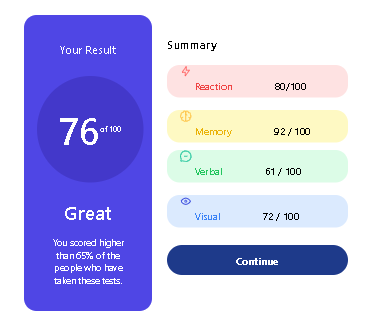 Your Result
76 of 100
Great
You scored higher
than 65% of the
people who have
taken these tests.
Summary
Reaction 80/100
Memory 92 / 100
Verbal 61 / 100
Visual 72 / 100
Continue